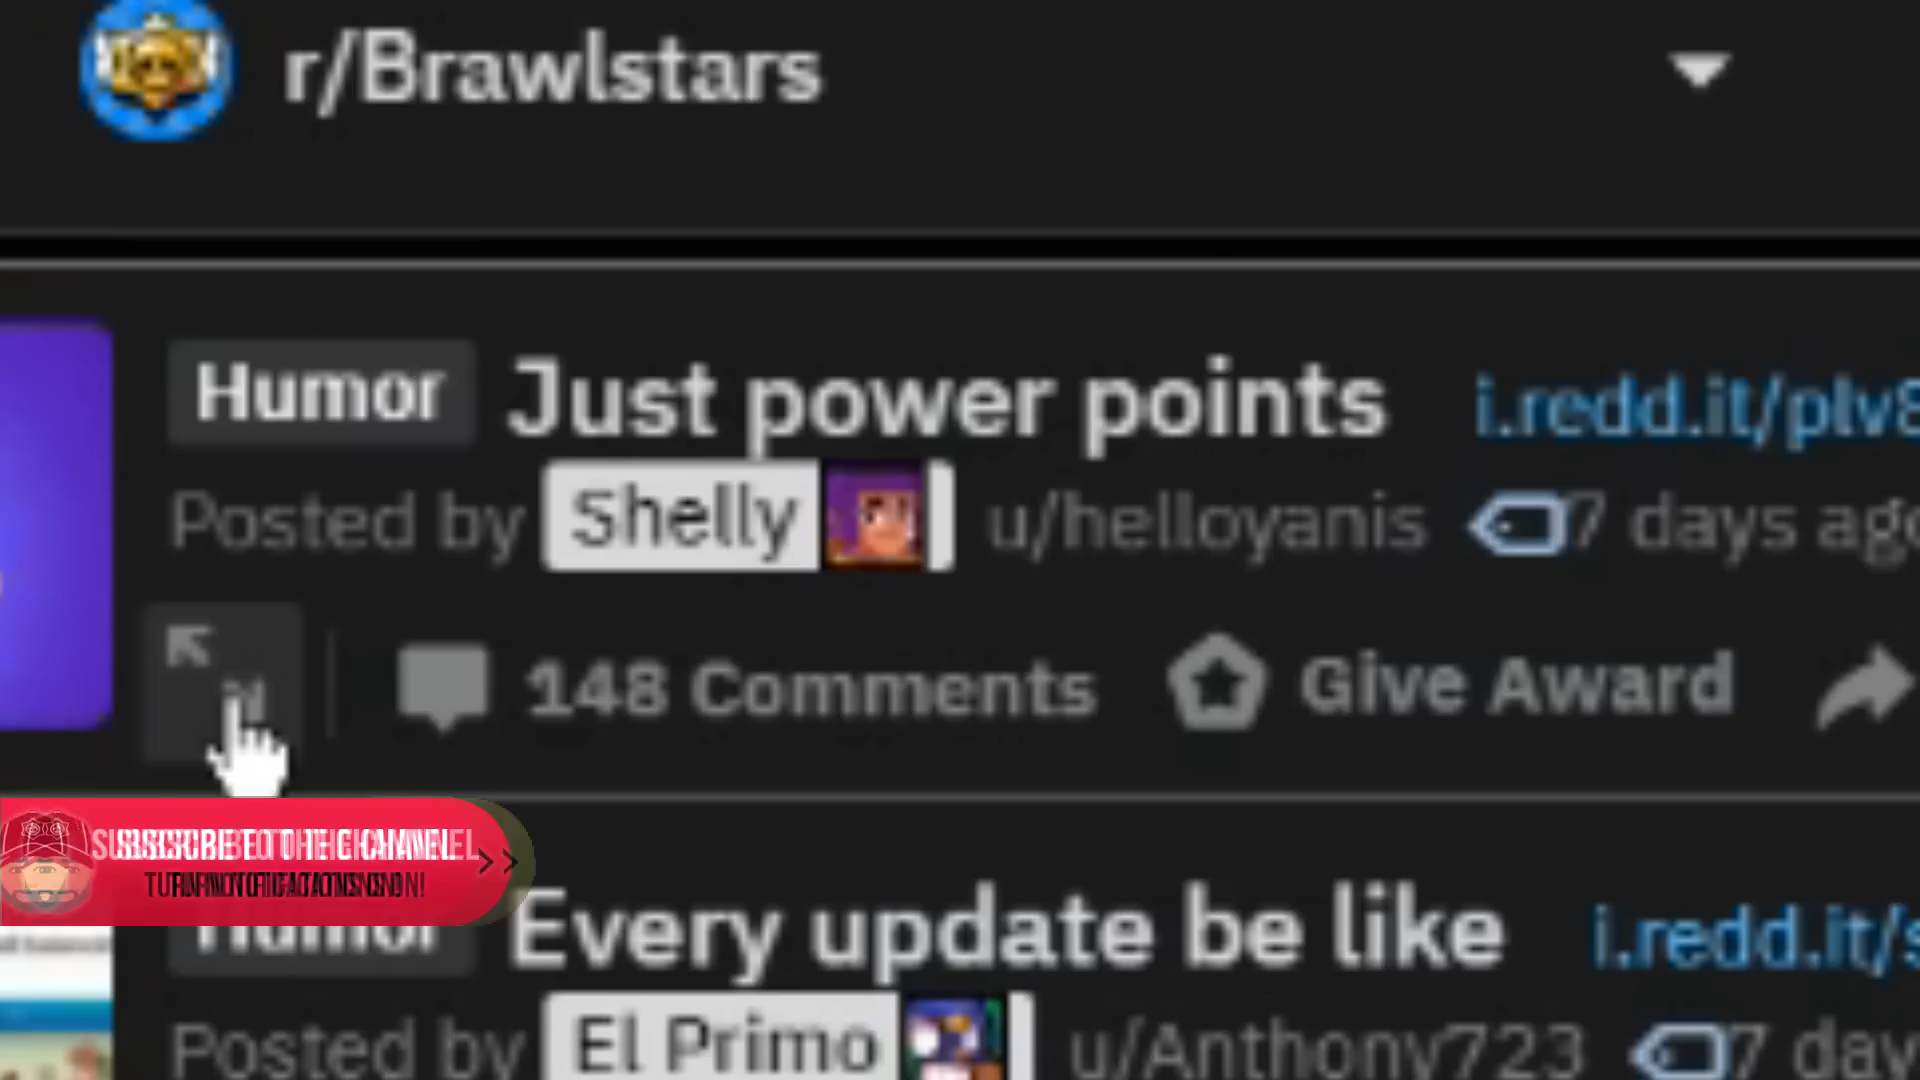 r/Brawlstars
Humor Just power points i.redd.it/plv8
Posted by Shelly u/helloyanis 7 days ago
148 Comments Give Award
SUBSCRIBE TO THE CHANNEL >>
Humor Every update be like i.redd.it/s
Posted by El Primo u/Anthony723 7 day